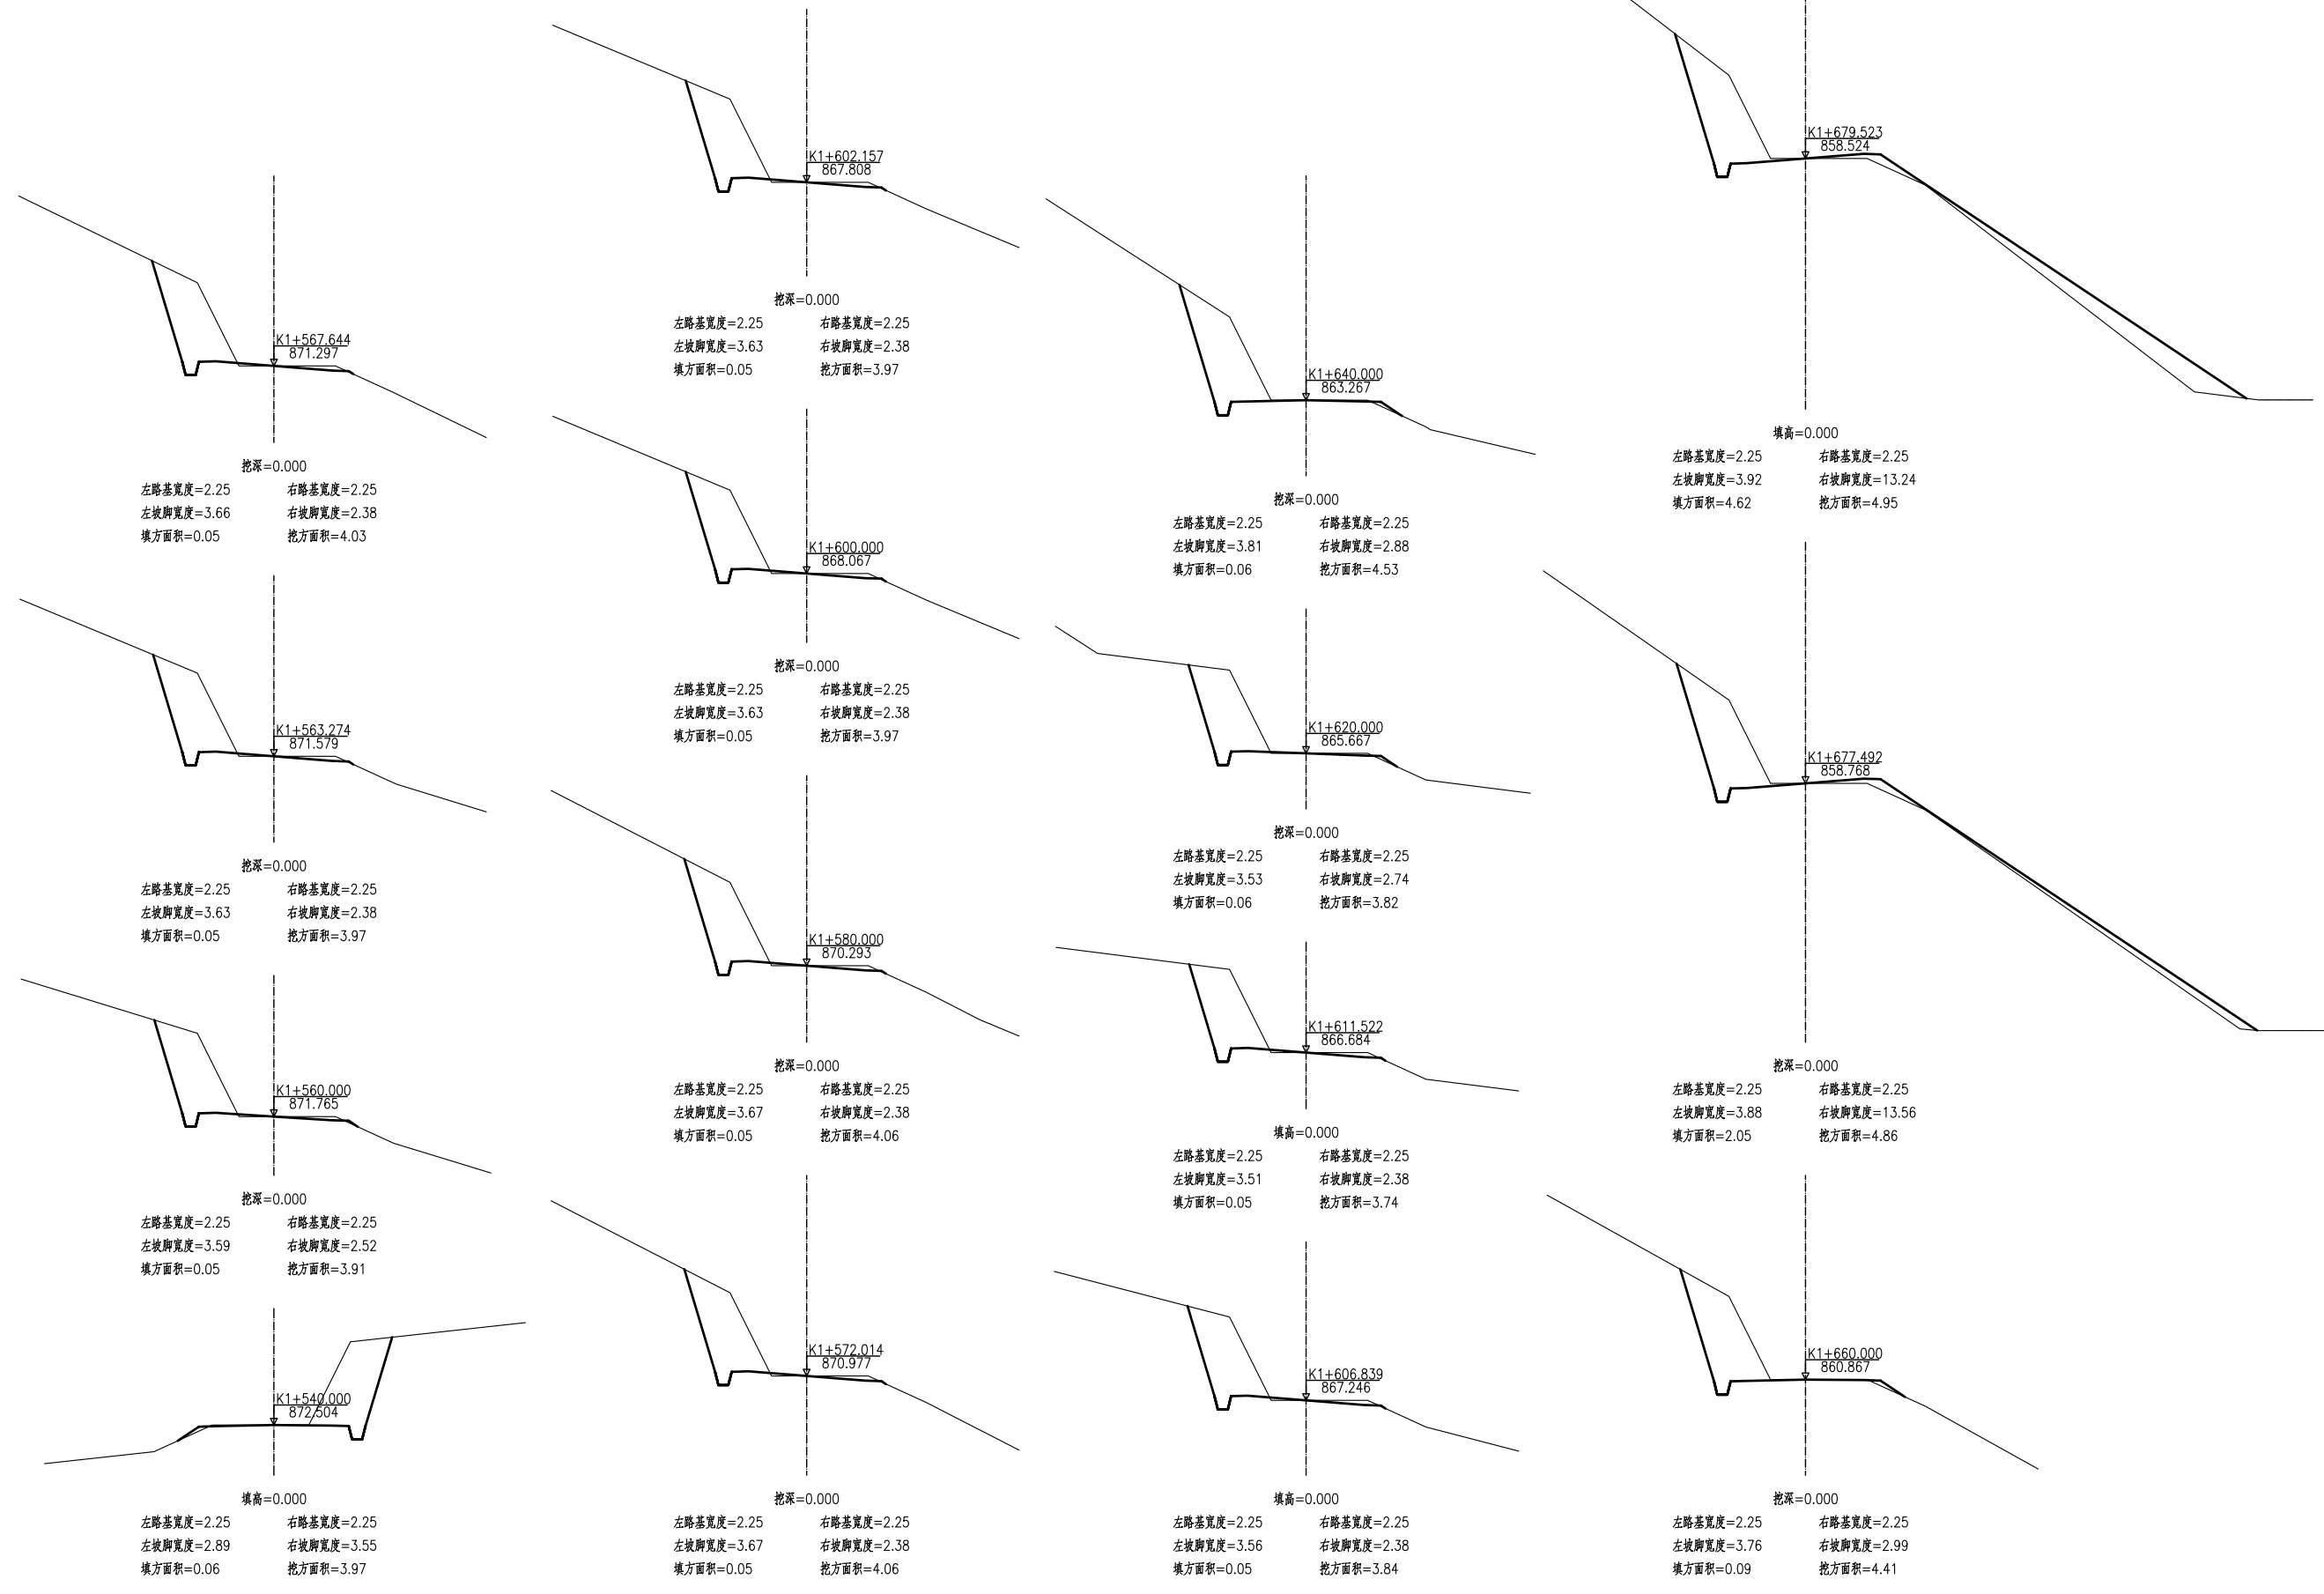 K1+567.644
871.297
挖深=0.000
左路基宽度=2.25 右路基宽度=2.25
左坡脚宽度=3.66 右坡脚宽度=2.38
填方面积=0.05 挖方面积=4.03
K1+563.274
871.579
挖深=0.000
左路基宽度=2.25 右路基宽度=2.25
左坡脚宽度=3.63 右坡脚宽度=2.38
填方面积=0.05 挖方面积=3.97
K1+560.000
871.765
挖深=0.000
左路基宽度=2.25 右路基宽度=2.25
左坡脚宽度=3.59 右坡脚宽度=2.52
填方面积=0.05 挖方面积=3.91
K1+540.000
872.504
填高=0.000
左路基宽度=2.25 右路基宽度=2.25
左坡脚宽度=2.89 右坡脚宽度=3.55
填方面积=0.06 挖方面积=3.97
K1+602.157
867.808
挖深=0.000
左路基宽度=2.25 右路基宽度=2.25
左坡脚宽度=3.63 右坡脚宽度=2.38
填方面积=0.05 挖方面积=3.97
K1+600.000
868.067
挖深=0.000
左路基宽度=2.25 右路基宽度=2.25
左坡脚宽度=3.63 右坡脚宽度=2.38
填方面积=0.05 挖方面积=3.97
K1+580.000
870.293
挖深=0.000
左路基宽度=2.25 右路基宽度=2.25
左坡脚宽度=3.67 右坡脚宽度=2.38
填方面积=0.05 挖方面积=4.06
K1+572.014
870.977
挖深=0.000
左路基宽度=2.25 右路基宽度=2.25
左坡脚宽度=3.67 右坡脚宽度=2.38
填方面积=0.05 挖方面积=4.06
K1+640.000
863.267
挖深=0.000
左路基宽度=2.25 右路基宽度=2.25
左坡脚宽度=3.81 右坡脚宽度=2.88
填方面积=0.06 挖方面积=4.53
K1+620.000
865.667
挖深=0.000
左路基宽度=2.25 右路基宽度=2.25
左坡脚宽度=3.53 右坡脚宽度=2.74
填方面积=0.06 挖方面积=3.82
K1+611.522
866.684
填高=0.000
左路基宽度=2.25 右路基宽度=2.25
左坡脚宽度=3.51 右坡脚宽度=2.38
填方面积=0.05 挖方面积=3.74
K1+606.839
867.246
填高=0.000
左路基宽度=2.25 右路基宽度=2.25
左坡脚宽度=3.56 右坡脚宽度=2.38
填方面积=0.05 挖方面积=3.84
K1+679.523
858.524
填高=0.000
左路基宽度=2.25 右路基宽度=2.25
左坡脚宽度=3.92 右坡脚宽度=13.24
填方面积=4.62 挖方面积=4.95
K1+677.492
858.768
挖深=0.000
左路基宽度=2.25 右路基宽度=2.25
左坡脚宽度=3.88 右坡脚宽度=13.56
填方面积=2.05 挖方面积=4.86
K1+660.000
860.867
挖深=0.000
左路基宽度=2.25 右路基宽度=2.25
左坡脚宽度=3.76 右坡脚宽度=2.99
填方面积=0.09 挖方面积=4.41